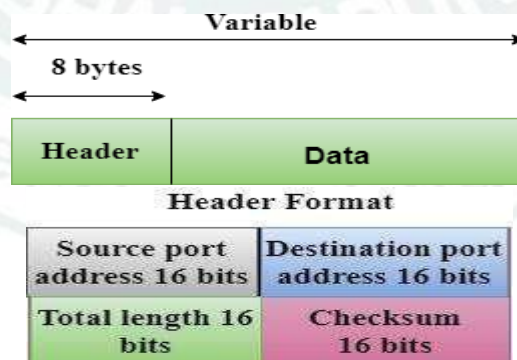 Variable
8 bytes
Header
Data
Header Format
Source port
address 16 bits
Destination port
address 16 bits
Total length 16
bits
Checksum
16 bits